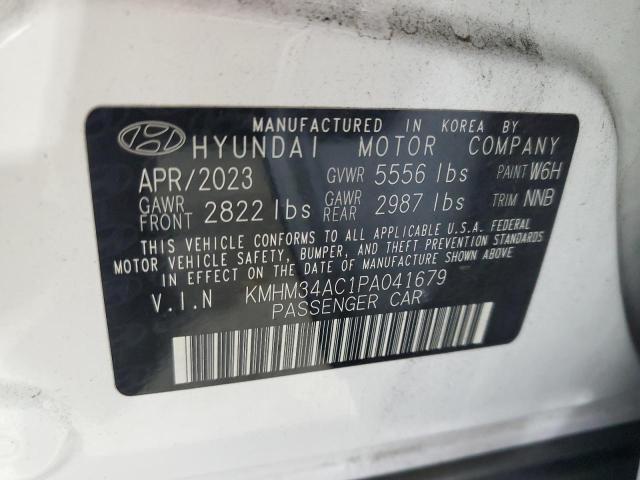 MANUFACTURED IN KOREA BY
HYUNDAI MOTOR COMPANY
APR/2023 GVWR 5556 lbs PAINT W6H
GAWR FRONT 2822 lbs GAWR REAR 2987 lbs TRIM NNB
THIS VEHICLE CONFORMS TO ALL APPLICABLE U.S.A. FEDERAL
MOTOR VEHICLE SAFETY, BUMPER, AND THEFT PREVENTION STANDARDS
IN EFFECT ON THE DATE OF MANUFACTURE SHOWN ABOVE
V.I.N KMHM34AC1PA041679
PASSENGER CAR